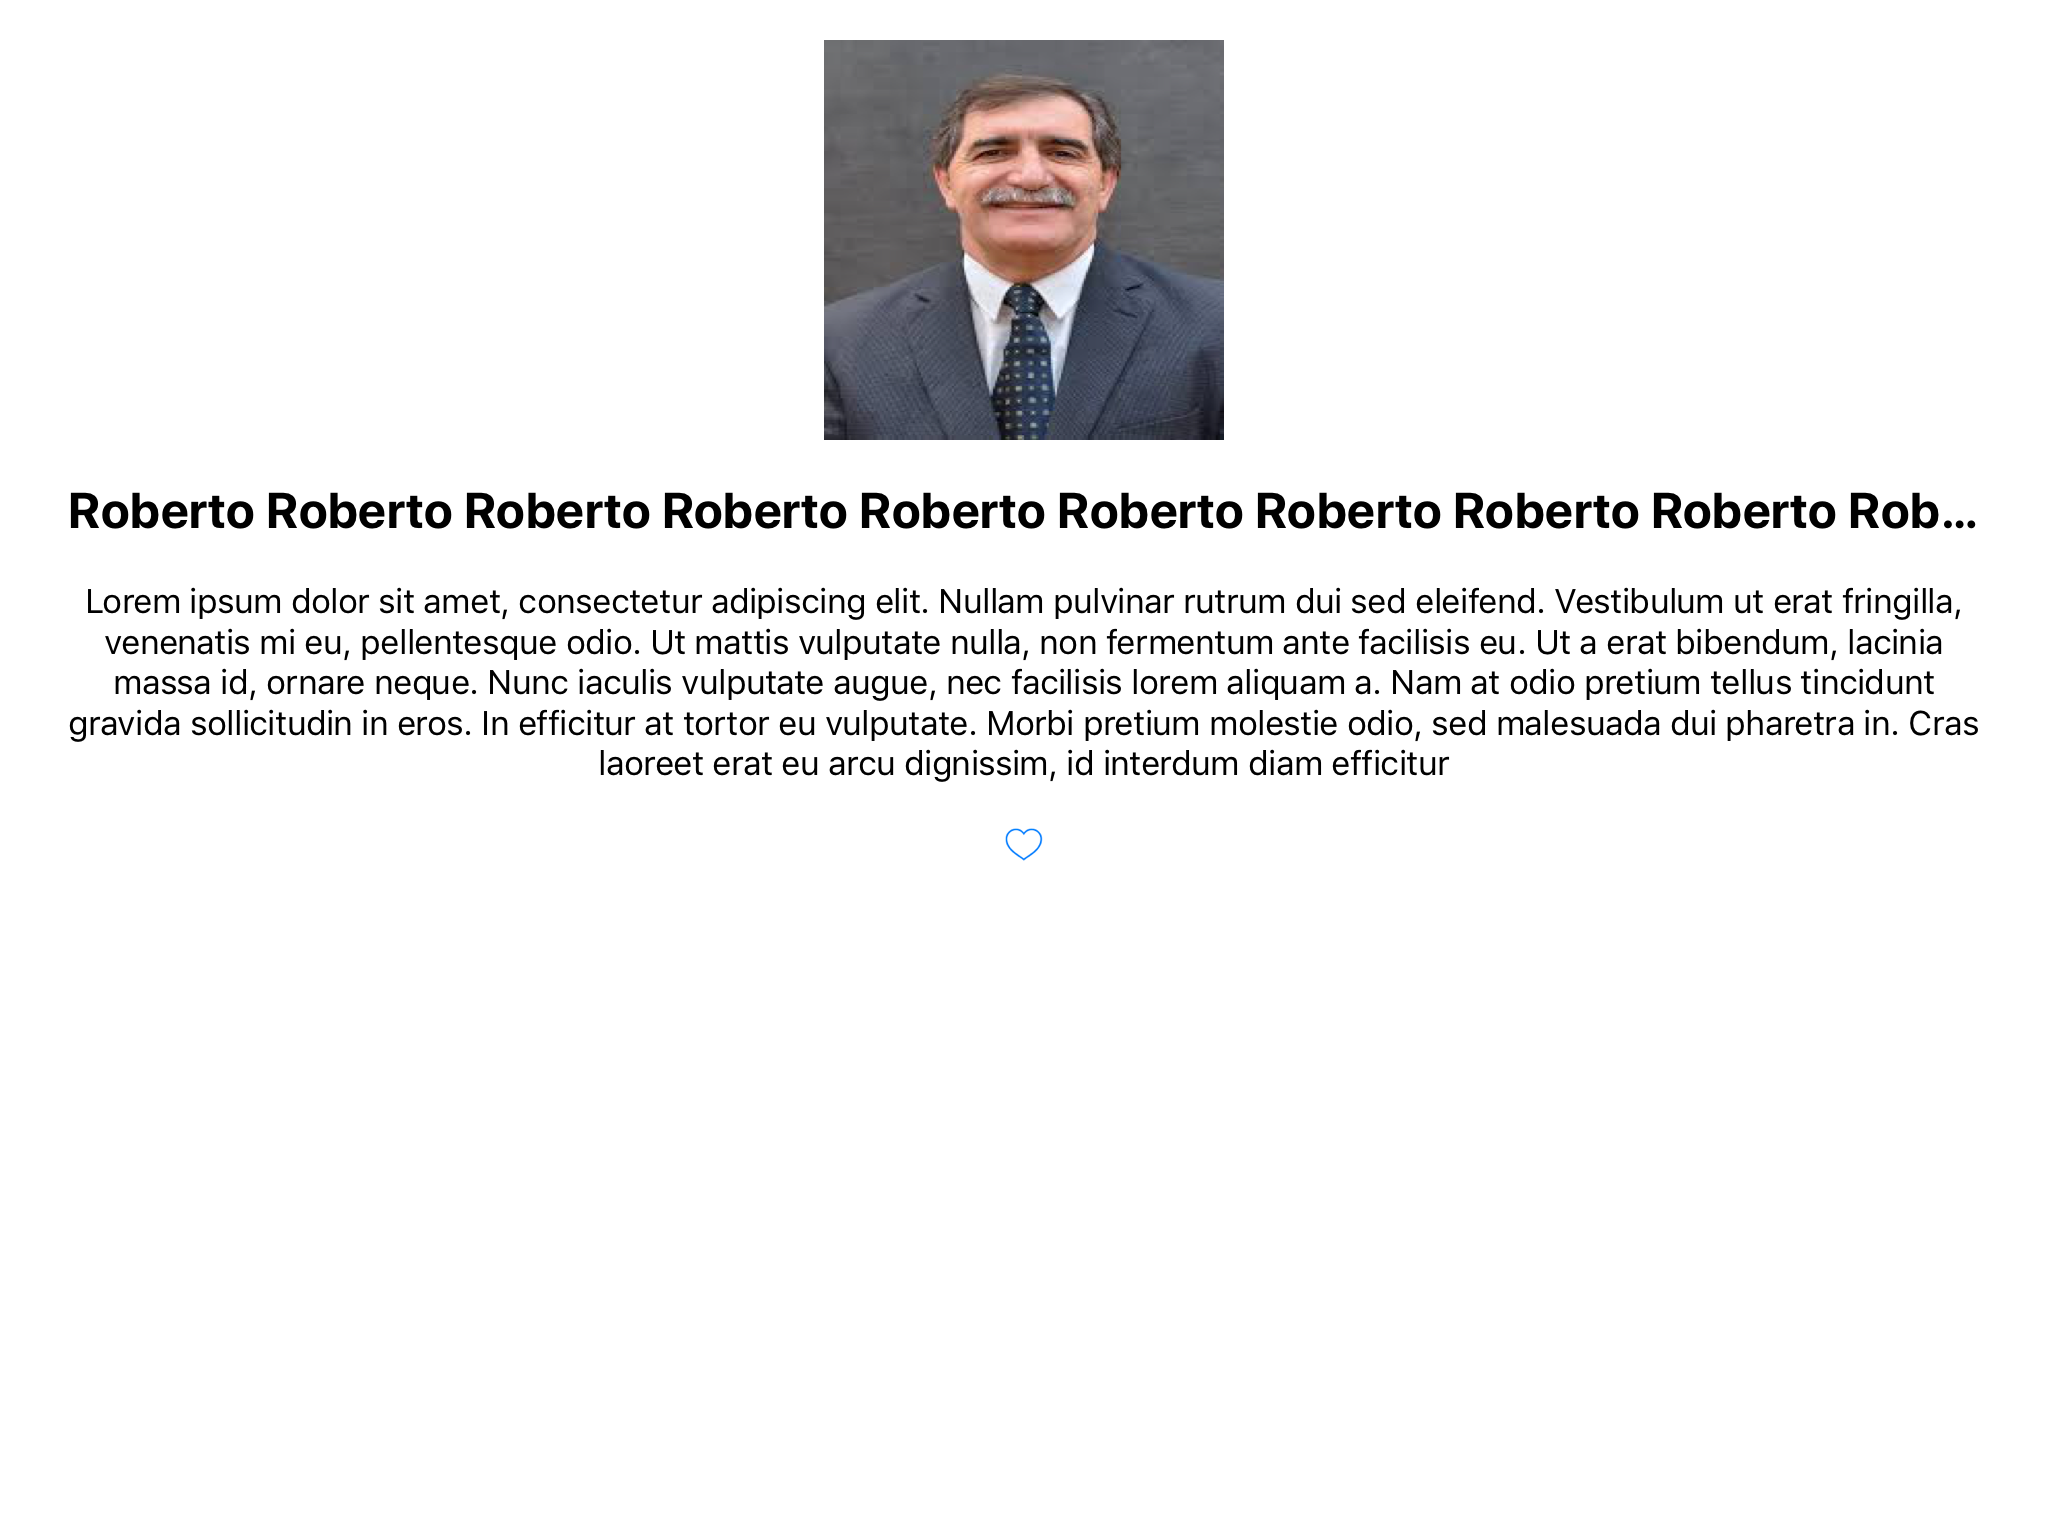 Roberto Roberto Roberto Roberto Roberto Roberto Roberto Roberto Roberto Rob...
Lorem ipsum dolor sit amet, consectetur adipiscing elit. Nullam pulvinar rutrum dui sed eleifend. Vestibulum ut erat fringilla,
venenatis mi eu, pellentesque odio. Ut mattis vulputate nulla, non fermentum ante facilisis eu. Ut a erat bibendum, lacinia
massa id, ornare neque. Nunc iaculis vulputate augue, nec facilisis lorem aliquam a. Nam at odio pretium tellus tincidunt
gravida sollicitudin in eros. In efficitur at tortor eu vulputate. Morbi pretium molestie odio, sed malesuada dui pharetra in. Cras
laoreet erat eu arcu dignissim, id interdum diam efficitur